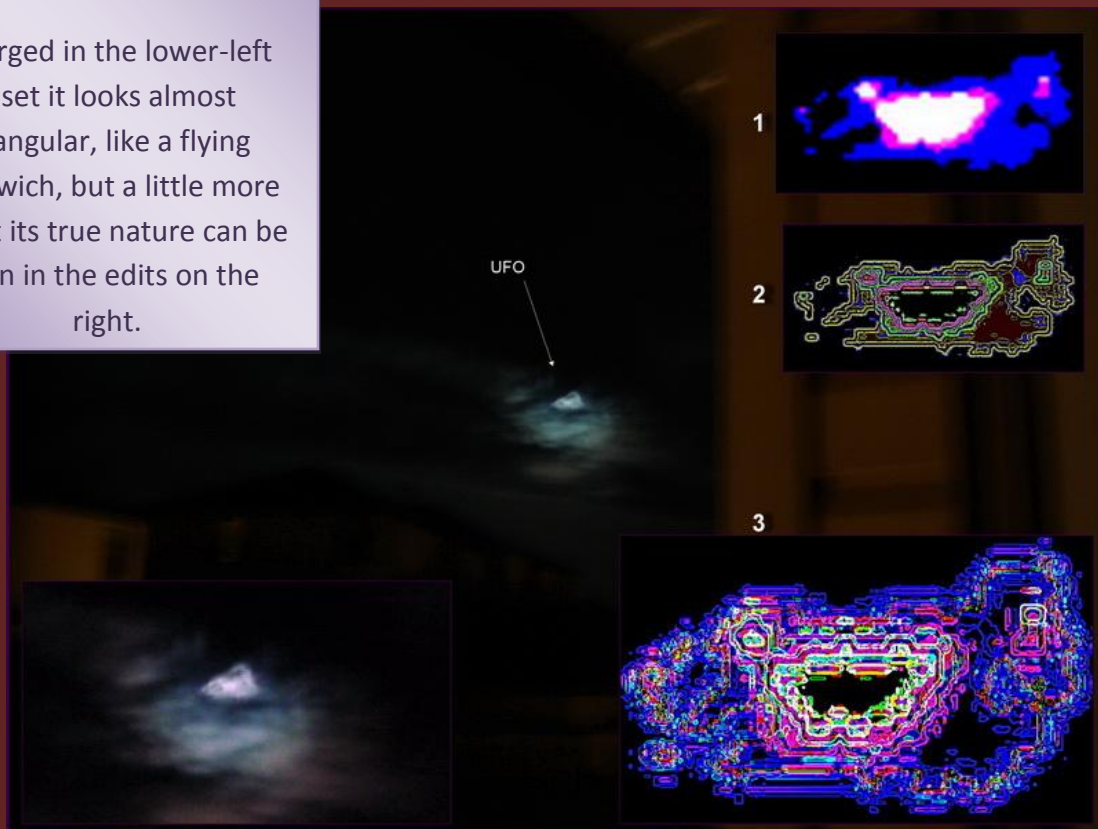 rged in the lower-left
set it looks almost
angular, like a flying
wich, but a little more
its true nature can be
n in the edits on the
right.
UFO
1
2
3